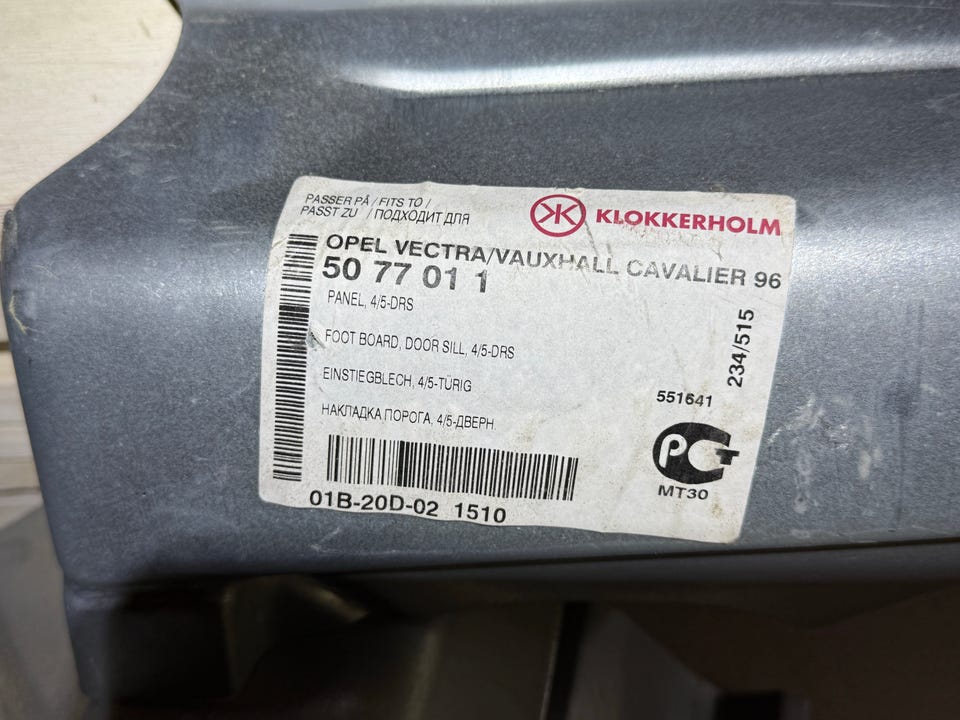 PASSER PÅ / FITS TO /
PASST ZU / ПОДХОДИТ ДЛЯ
KLOKKERHOLM
OPEL VECTRA/VAUXHALL CAVALIER 96
50 77 01 1
PANEL, 4/5-DRS
FOOT BOARD, DOOR SILL, 4/5-DRS
EINSTIEGBLECH, 4/5-TÜRIG
НАКЛАДКА ПОРОГА, 4/5-ДВЕРН.
234/515
551641
РСТ
МТ30
01B-20D-02 1510